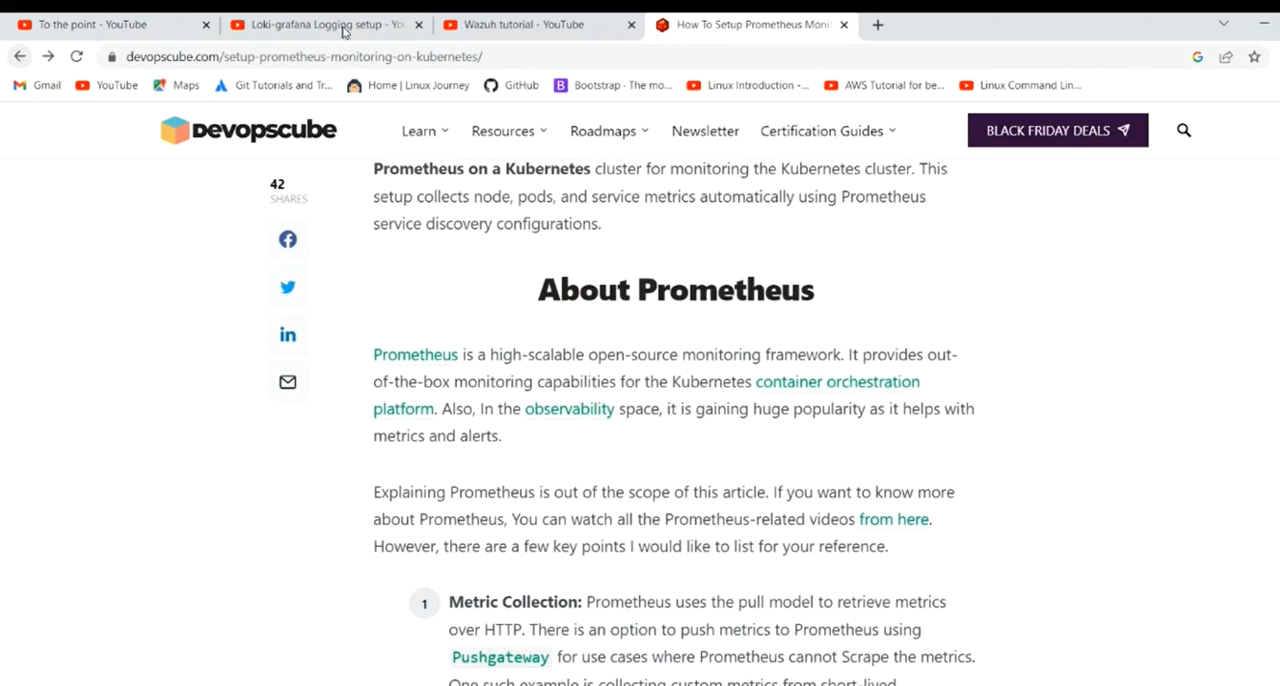 To the point - YouTube
Loki-grafana Logging setup - Yo
Wazuh tutorial - YouTube
How To Setup Prometheus Moni
devopscube.com/setup-prometheus-monitoring-on-kubernetes/
Gmail
YouTube
Maps
Git Tutorials and Tr...
Home | Linux Journey
GitHub
Bootstrap · The mo...
Linux Introduction -...
AWS Tutorial for be...
Linux Command Lin...
DEVOPSCUBE
Learn
Resources
Roadmaps
Newsletter
Certification Guides
BLACK FRIDAY DEALS
42
SHARES
Prometheus on a Kubernetes cluster for monitoring the Kubernetes cluster. This
setup collects node, pods, and service metrics automatically using Prometheus
service discovery configurations.
About Prometheus
Prometheus is a high-scalable open-source monitoring framework. It provides out-
of-the-box monitoring capabilities for the Kubernetes container orchestration
platform. Also, In the observability space, it is gaining huge popularity as it helps with
metrics and alerts.
Explaining Prometheus is out of the scope of this article. If you want to know more
about Prometheus, You can watch all the Prometheus-related videos from here.
However, there are a few key points I would like to list for your reference.
1
Metric Collection: Prometheus uses the pull model to retrieve metrics
over HTTP. There is an option to push metrics to Prometheus using
Pushgateway for use cases where Prometheus cannot Scrape the metrics.
One such example is collecting custom metrics from short-lived